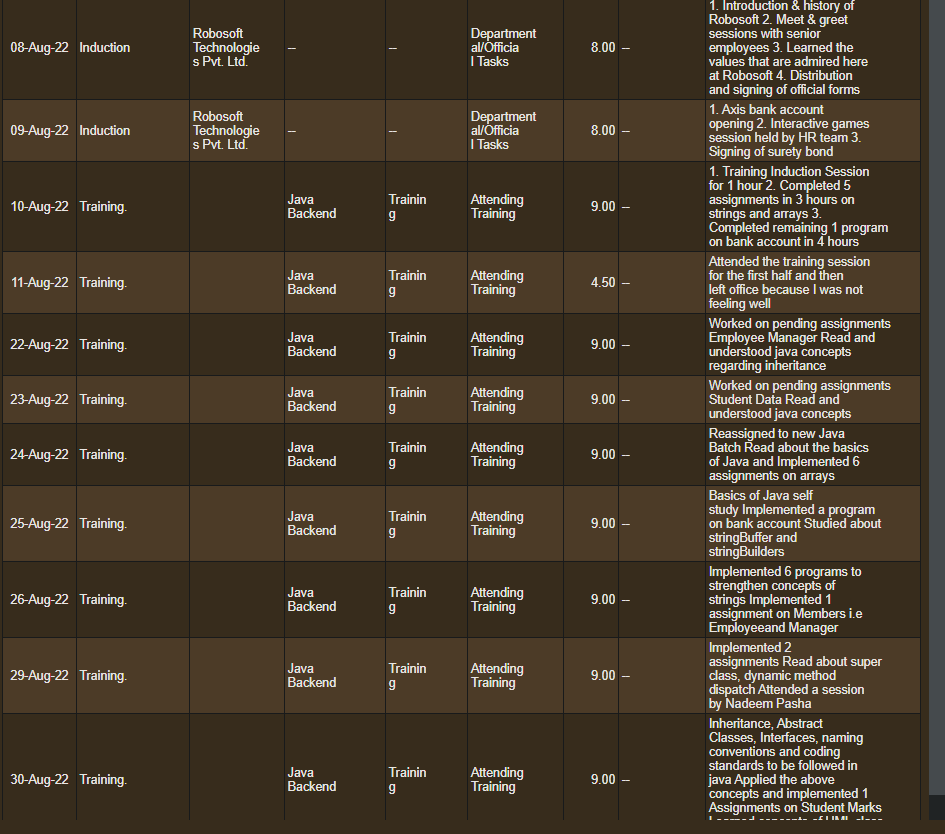 08-Aug-22 Induction
Robosoft
Technologie
s Pvt. Ltd.
--
--
Department
al/Officia
l Tasks
8.00 --
1. Introduction & history of
Robosoft 2. Meet & greet
sessions with senior
employees 3. Learned the
values that are admired here
at Robosoft 4. Distribution
and signing of official forms
09-Aug-22 Induction
Robosoft
Technologie
s Pvt. Ltd.
--
--
Department
al/Officia
l Tasks
8.00 --
1. Axis bank account
opening 2. Interactive games
session held by HR team 3.
Signing of surety bond
10-Aug-22 Training.
Java
Backend
Trainin
g
Attending
Training
9.00 --
1. Training Induction Session
for 1 hour 2. Completed 5
assignments in 3 hours on
strings and arrays 3.
Completed remaining 1 program
on bank account in 4 hours
11-Aug-22 Training.
Java
Backend
Trainin
g
Attending
Training
4.50 --
Attended the training session
for the first half and then
left office because I was not
feeling well
22-Aug-22 Training.
Java
Backend
Trainin
g
Attending
Training
9.00 --
Worked on pending assignments
Employee Manager Read and
understood java concepts
regarding inheritance
23-Aug-22 Training.
Java
Backend
Trainin
g
Attending
Training
9.00 --
Worked on pending assignments
Student Data Read and
understood java concepts
24-Aug-22 Training.
Java
Backend
Trainin
g
Attending
Training
9.00 --
Reassigned to new Java
Batch Read about the basics
of Java and Implemented 6
assignments on arrays
25-Aug-22 Training.
Java
Backend
Trainin
g
Attending
Training
9.00 --
Basics of Java self
study Implemented a program
on bank account Studied about
stringBuffer and
stringBuilders
26-Aug-22 Training.
Java
Backend
Trainin
g
Attending
Training
9.00 --
Implemented 6 programs to
strengthen concepts of
strings Implemented 1
assignment on Members i.e
Employeeand Manager
29-Aug-22 Training.
Java
Backend
Trainin
g
Attending
Training
9.00 --
Implemented 2
assignments Read about super
class, dynamic method
dispatch Attended a session
by Nadeem Pasha
30-Aug-22 Training.
Java
Backend
Trainin
g
Attending
Training
9.00 --
Inheritance, Abstract
Classes, Interfaces, naming
conventions and coding
standards to be followed in
java Applied the above
concepts and implemented 1
Assignments on Student Marks